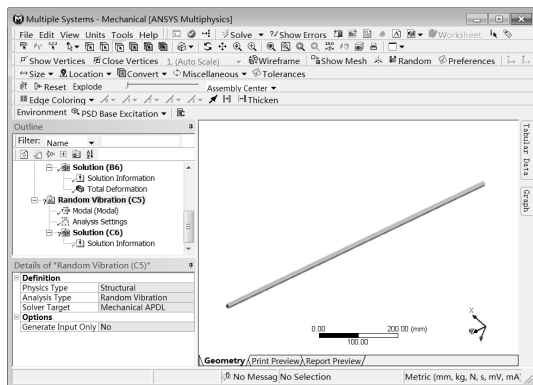 Multiple Systems - Mechanical [ANSYS Multiphysics]
File Edit View Units Tools Help Solve Show Errors Worksheet
Show Vertices Close Vertices 1. (Auto Scale) Wireframe Show Mesh Random Preferences
Size Location Convert Miscellaneous Tolerances
Reset Explode Assembly Center
Edge Coloring Thicken
Environment PSD Base Excitation
Outline
Filter: Name
Solution (B6)
Solution Information
Total Deformation
Random Vibration (C5)
Modal (Modal)
Analysis Settings
Solution (C6)
Solution Information
Details of "Random Vibration (C5)"
Definition
Physics Type Structural
Analysis Type Random Vibration
Solver Target Mechanical APDL
Options
Generate Input Only No
0.00 200.00 (mm)
100.00
X
Geometry Print Preview Report Preview
Tabular Data
Graph
No Messag No Selection Metric (mm, kg, N, s, mV, mA)